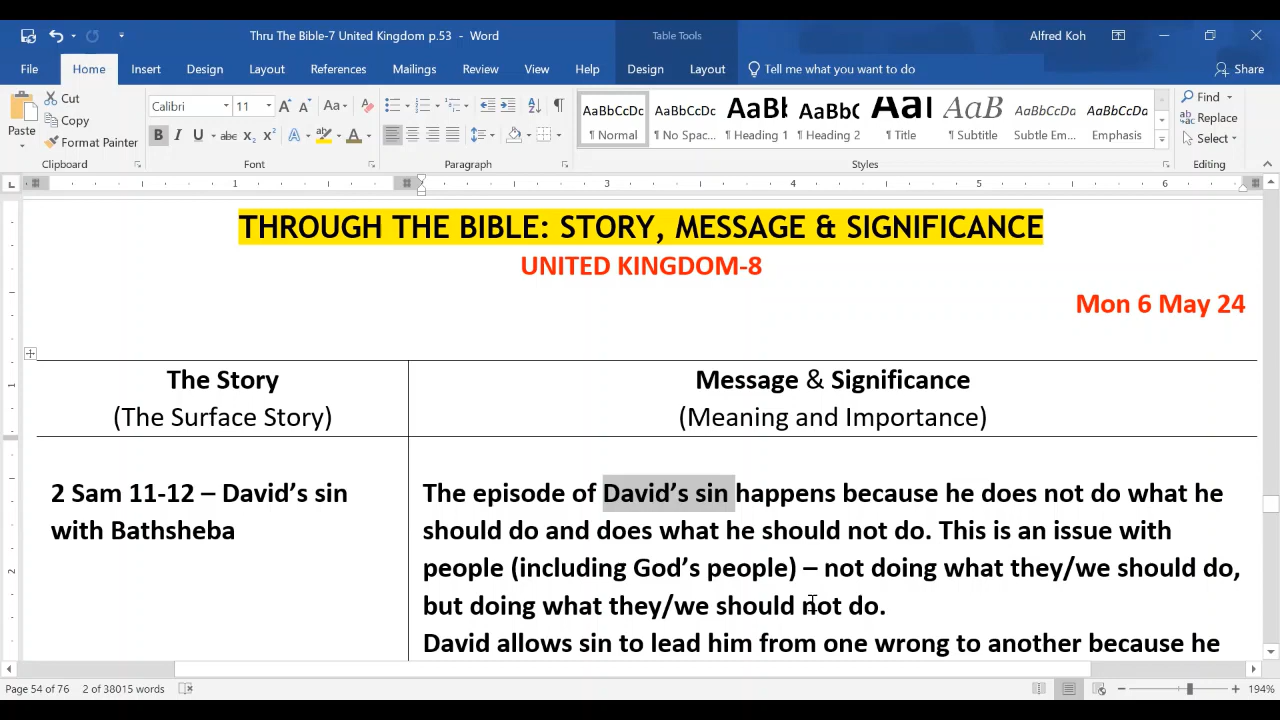 Thru The Bible-7 United Kingdom p.53 - Word
Table Tools
Alfred Koh
File Home Insert Design Layout References Mailings Review View Help Design Layout Tell me what you want to do Share
Paste
Cut
Copy
Format Painter
Clipboard
Calibri 11
Font
Paragraph
AaBbCcDc AaBbCcDc AaBb AaBbC AaB AaBbCcDc AaBbCcDc
¶ Normal ¶ No Spac... ¶ Heading 1 ¶ Heading 2 ¶ Title ¶ Subtitle Subtle Em... Emphasis
Styles
Find
Replace
Select
Editing
1 3 4 5 6
THROUGH THE BIBLE: STORY, MESSAGE & SIGNIFICANCE
UNITED KINGDOM-8
Mon 6 May 24
The Story
(The Surface Story)
Message & Significance
(Meaning and Importance)
2 Sam 11-12 – David’s sin
with Bathsheba
The episode of David’s sin happens because he does not do what he
should do and does what he should not do. This is an issue with
people (including God’s people) – not doing what they/we should do,
but doing what they/we should not do.
David allows sin to lead him from one wrong to another because he
Page 54 of 76 2 of 38015 words
194%